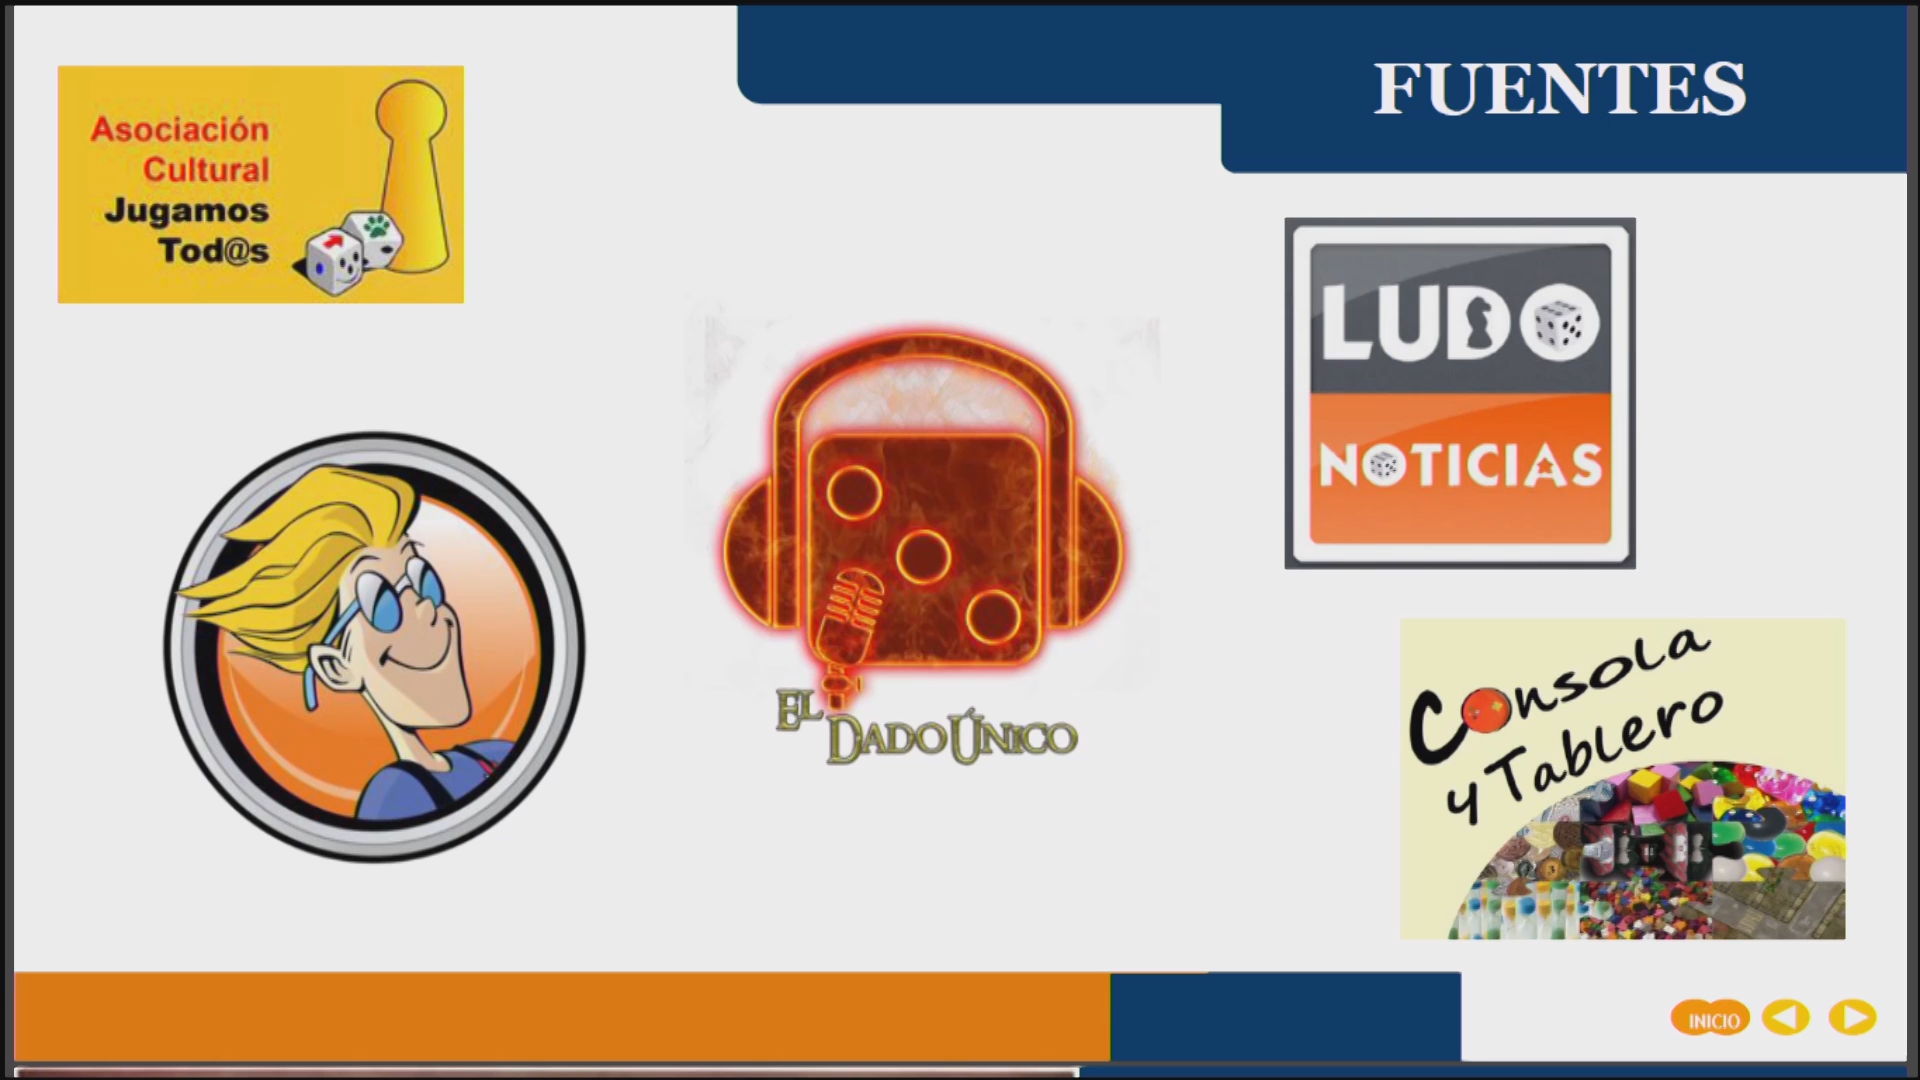 FUENTES
Asociación
Cultural
Jugamos
Tod@s
LUDO
NOTICIAS
EL
DADO ÚNICO
Consola
y Tablero
INICIO